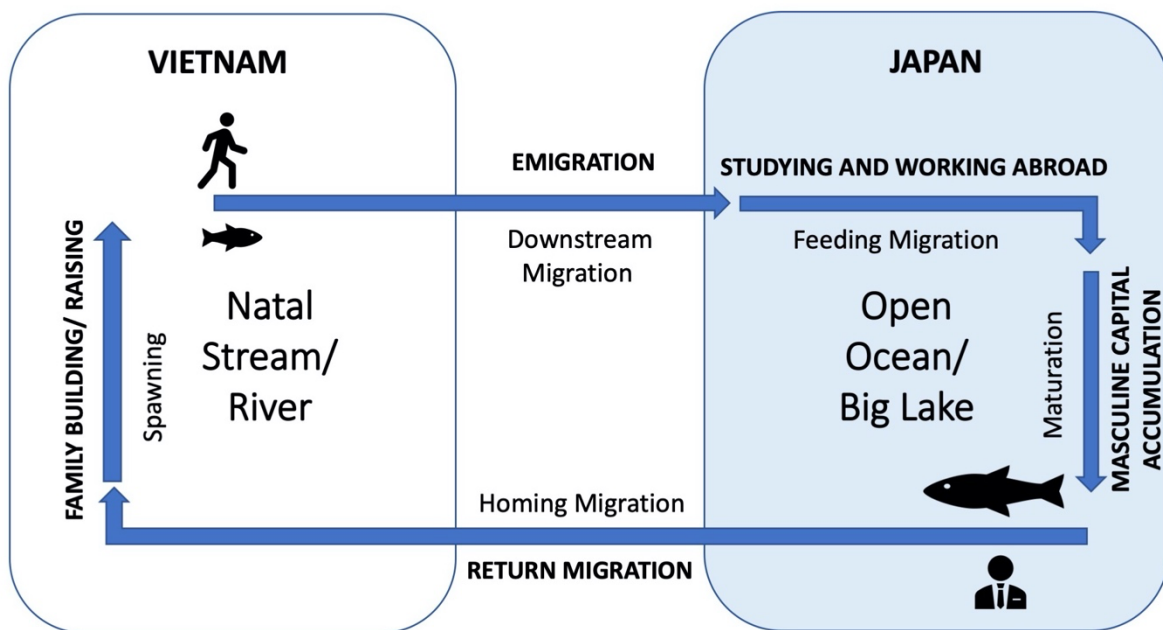 VIETNAM
JAPAN
EMIGRATION
STUDYING AND WORKING ABROAD
Downstream
Migration
Feeding Migration
FAMILY BUILDING/ RAISING
Spawning
Natal
Stream/
River
Open
Ocean/
Big Lake
Maturation
MASCULINE CAPITAL
ACCUMULATION
Homing Migration
RETURN MIGRATION